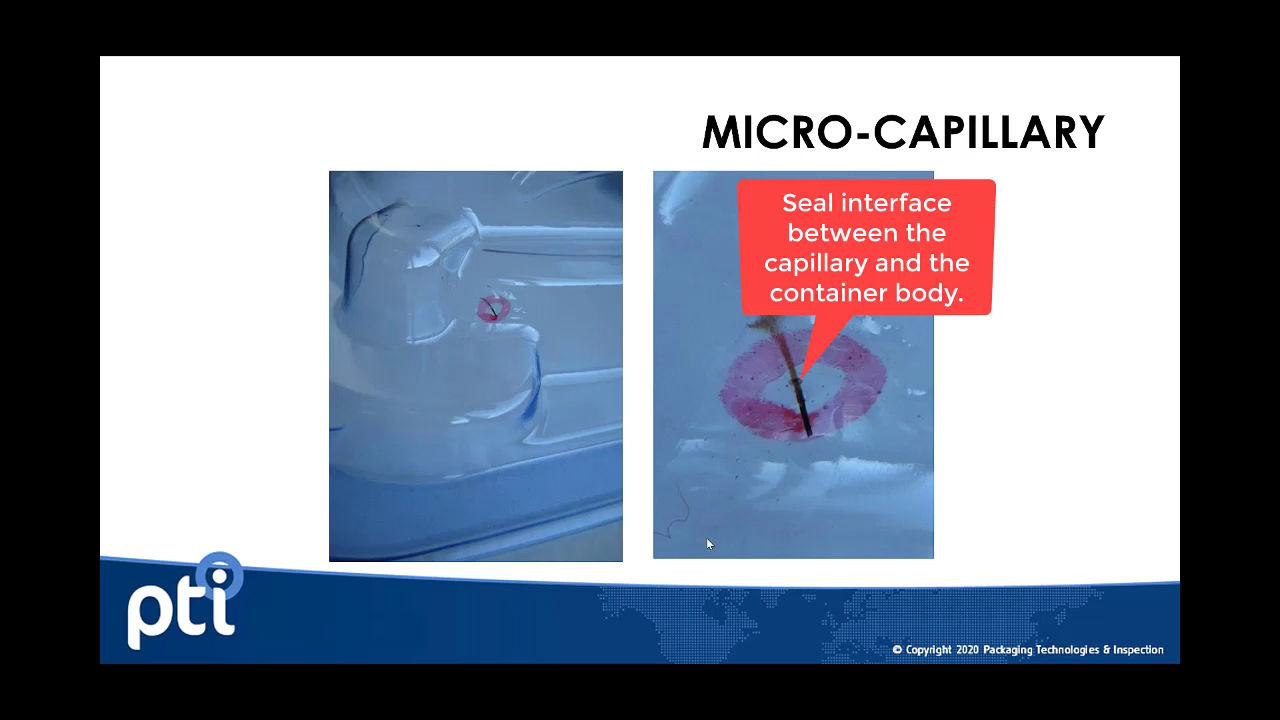 MICRO-CAPILLARY
Seal interface
between the
capillary and the
container body.
pti
© Copyright 2020 Packaging Technologies & Inspection